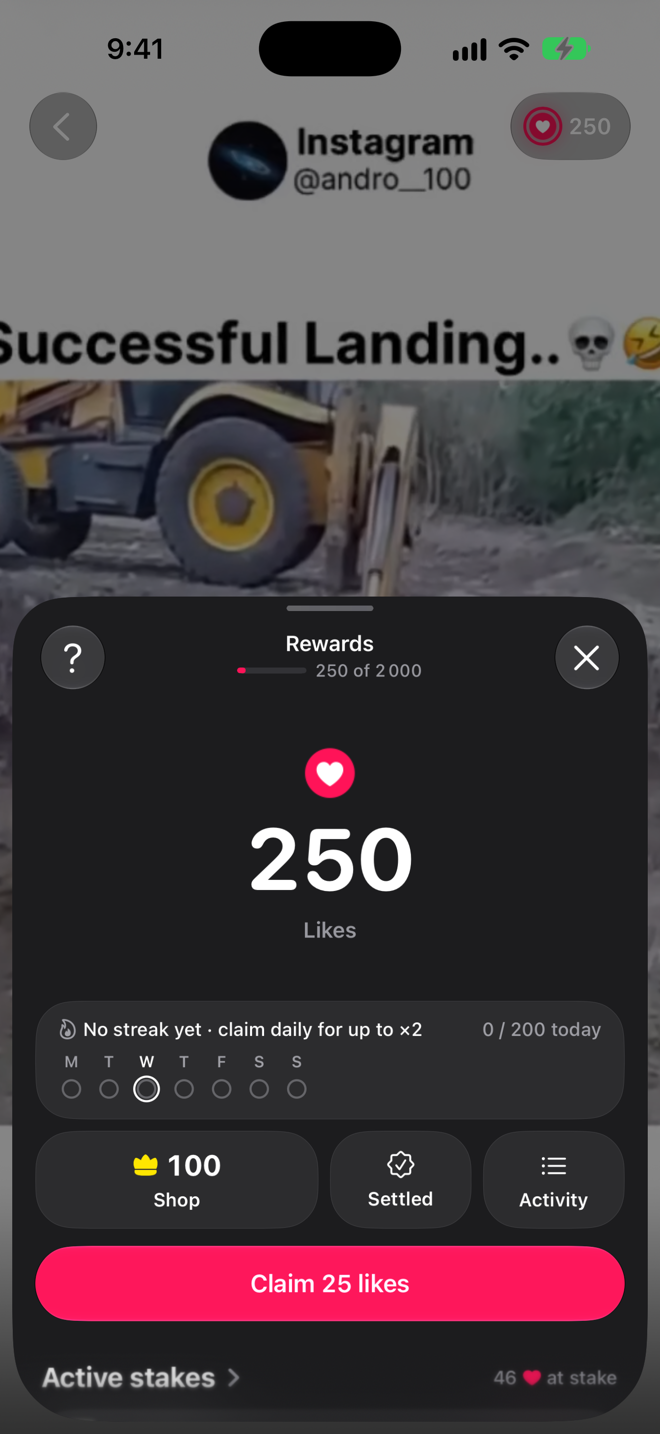 9:41
Instagram
@andro__100
250
Successful Landing..💀🤣
?
Rewards
250 of 2 000
250
Likes
No streak yet · claim daily for up to ×2
0 / 200 today
M T W T F S S
100
Shop
Settled
Activity
Claim 25 likes
Active stakes >
46 ❤ at stake